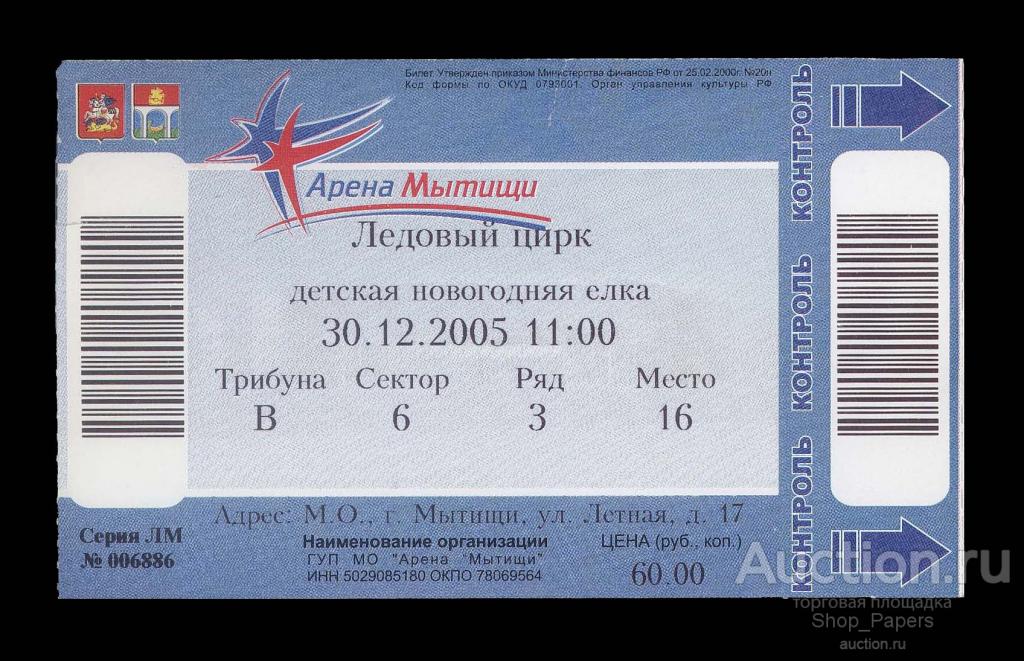 Билет. Утвержден приказом Министерства финансов РФ от 25.02.2000г. №20н
Код формы по ОКУД 0793001. Орган управления культуры РФ
Арена Мытищи
Ледовый цирк
детская новогодняя елка
30.12.2005 11:00
Трибуна Сектор Ряд Место
В 6 3 16
Адрес: М.О., г. Мытищи, ул. Летная, д. 17
Серия ЛМ
№ 006886
Наименование организации
ГУП МО "Арена "Мытищи"
ИНН 5029085180 ОКПО 78069564
ЦЕНА (руб., коп.)
60.00
КОНТРОЛЬ КОНТРОЛЬ КОНТРОЛЬ
Auction.ru
торговая площадка
Shop_Papers
auction.ru